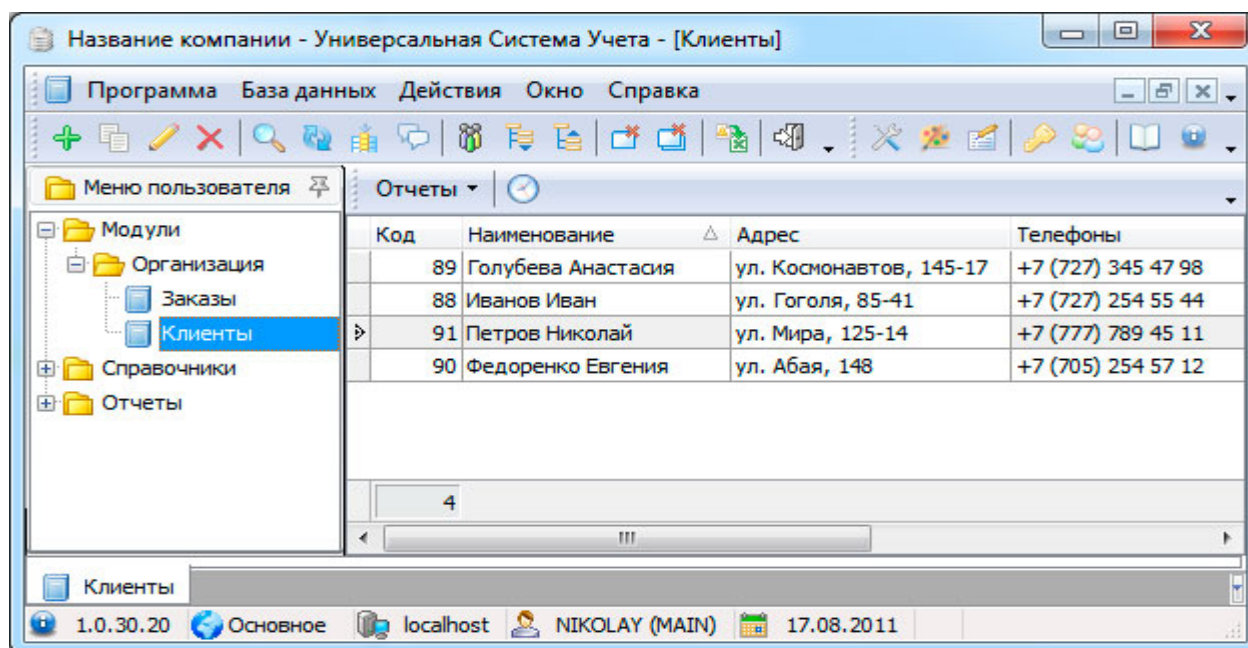 Название компании - Универсальная Система Учета - [Клиенты]
Программа База данных Действия Окно Справка
Меню пользователя
Отчеты
Модули
Организация
Заказы
Клиенты
Справочники
Отчеты
Код Наименование Адрес Телефоны
89 Голубева Анастасия ул. Космонавтов, 145-17 +7 (727) 345 47 98
88 Иванов Иван ул. Гоголя, 85-41 +7 (727) 254 55 44
91 Петров Николай ул. Мира, 125-14 +7 (777) 789 45 11
90 Федоренко Евгения ул. Абая, 148 +7 (705) 254 57 12
4
Клиенты
1.0.30.20 Основное localhost NIKOLAY (MAIN) 17.08.2011